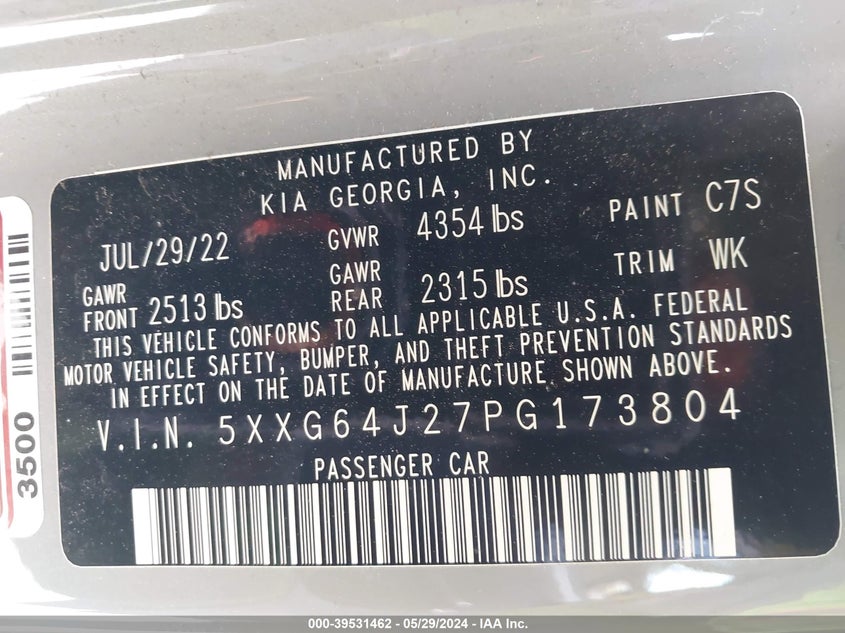 MANUFACTURED BY
KIA GEORGIA, INC.
JUL/29/22 GVWR 4354 lbs PAINT C7S
GAWR FRONT 2513 lbs GAWR REAR 2315 lbs TRIM WK
THIS VEHICLE CONFORMS TO ALL APPLICABLE U.S.A. FEDERAL
MOTOR VEHICLE SAFETY, BUMPER, AND THEFT PREVENTION STANDARDS
IN EFFECT ON THE DATE OF MANUFACTURE SHOWN ABOVE.
V.I.N. 5XXG64J27PG173804
PASSENGER CAR
3500
000-39531462 - 05/29/2024 - IAA Inc.